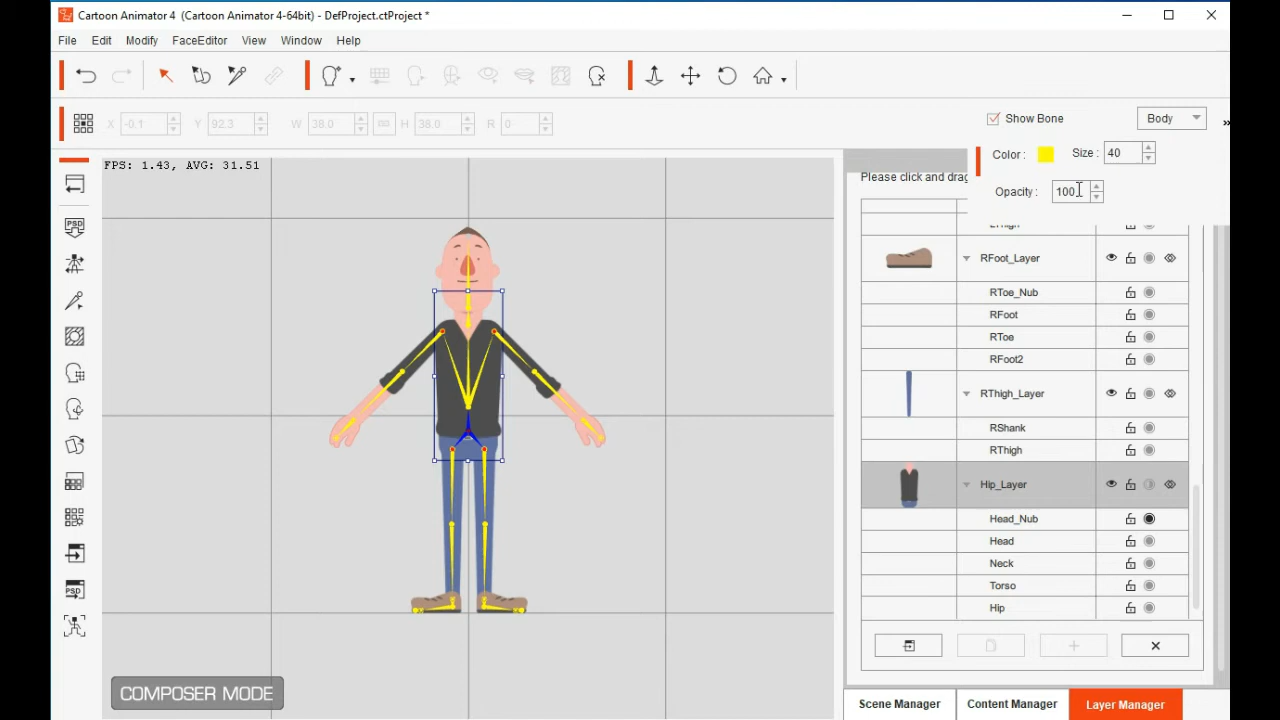 Cartoon Animator 4 (Cartoon Animator 4-64bit) - DefProject.ctProject *
File Edit Modify FaceEditor View Window Help
X -0.1 Y 92.3 W 38.0 H 38.0 R 0
Show Bone Body
Color : Size : 40
Opacity : 100
FPS: 1.43, AVG: 31.51
Please click and drag
RFoot_Layer
RToe_Nub
RFoot
RToe
RFoot2
RThigh_Layer
RShank
RThigh
Hip_Layer
Head_Nub
Head
Neck
Torso
Hip
PSD
PSD
COMPOSER MODE
Scene Manager Content Manager Layer Manager